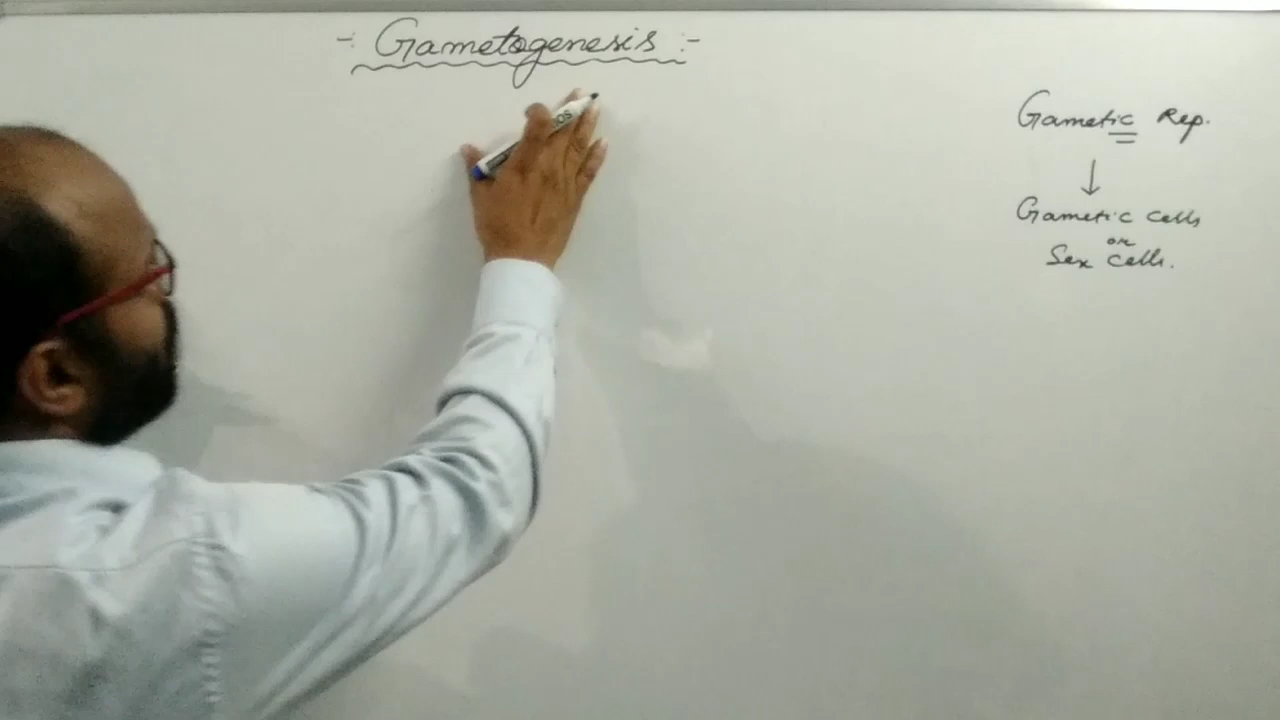 -: Gametogenesis :-
Gametic Rep.
↓
Gametic cells
or
Sex cells.